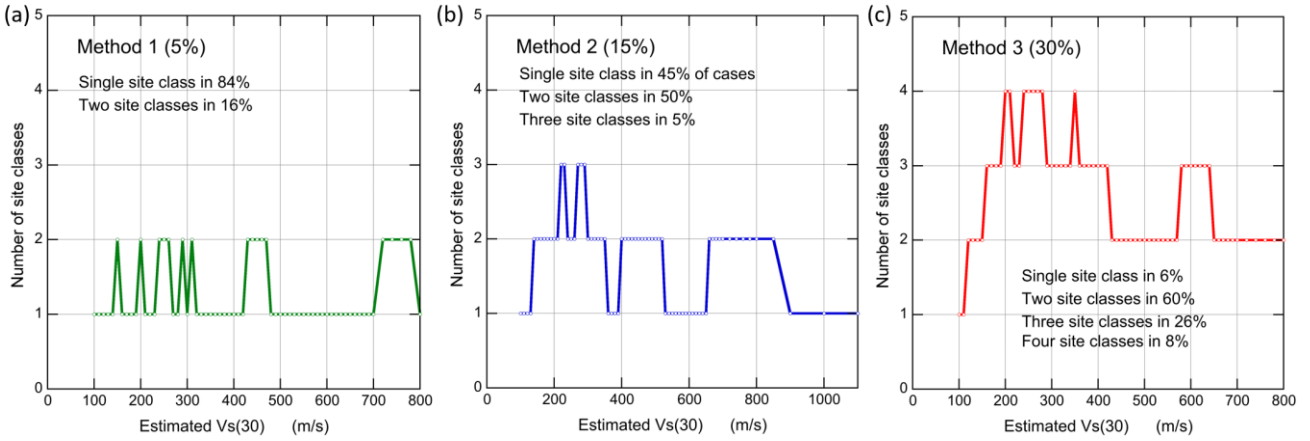 (a)
5
4
3
2
1
0
Number of site classes
Method 1 (5%)
Single site class in 84%
Two site classes in 16%
0 100 200 300 400 500 600 700 800
Estimated Vs(30) (m/s)
(b)
5
4
3
2
1
0
Number of site classes
Method 2 (15%)
Single site class in 45% of cases
Two site classes in 50%
Three site classes in 5%
0 200 400 600 800 1000
Estimated Vs(30) (m/s)
(c)
5
4
3
2
1
0
Number of site classes
Method 3 (30%)
Single site class in 6%
Two site classes in 60%
Three site classes in 26%
Four site classes in 8%
0 100 200 300 400 500 600 700 800
Estimated Vs(30) (m/s)